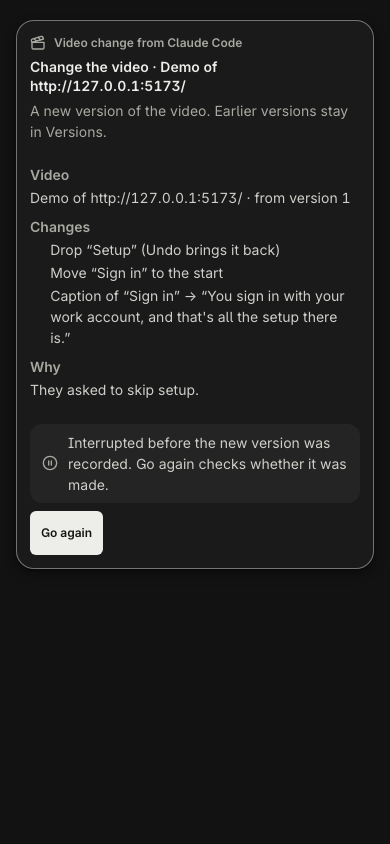 Video change from Claude Code
Change the video · Demo of
http://127.0.0.1:5173/
A new version of the video. Earlier versions stay
in Versions.
Video
Demo of http://127.0.0.1:5173/ · from version 1
Changes
Drop “Setup” (Undo brings it back)
Move “Sign in” to the start
Caption of “Sign in” → “You sign in with your
work account, and that's all the setup there
is.”
Why
They asked to skip setup.
Interrupted before the new version was
recorded. Go again checks whether it was
made.
Go again